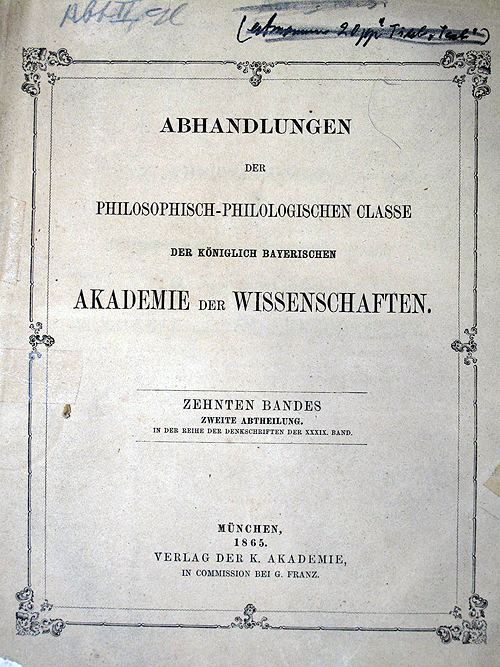 ABHANDLUNGEN
DER
PHILOSOPHISCH-PHILOLOGISCHEN CLASSE
DER KÖNIGLICH BAYERISCHEN
AKADEMIE DER WISSENSCHAFTEN.
ZEHNTEN BANDES
ZWEITE ABTHEILUNG.
IN DER REIHE DER DENKSCHRIFTEN DER XXXIX. BAND.
MÜNCHEN,
1865.
VERLAG DER K. AKADEMIE,
IN COMMISSION BEI G. FRANZ.